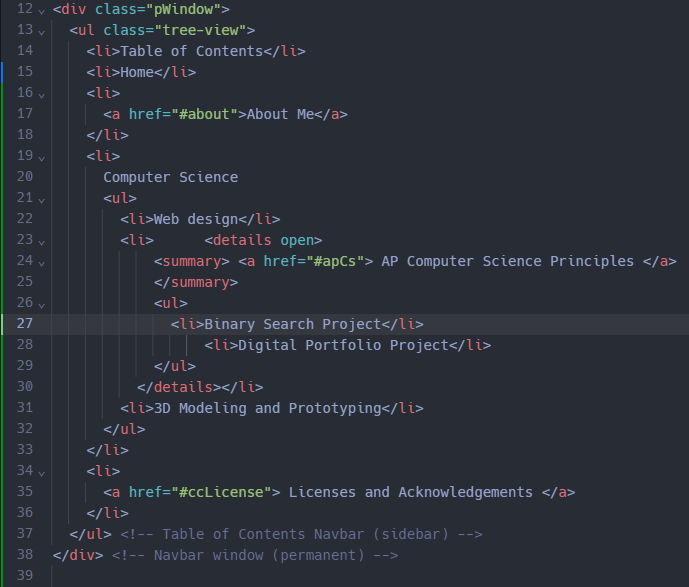 12 <div class="pWindow">
13 <ul class="tree-view">
14 <li>Table of Contents</li>
15 <li>Home</li>
16 <li>
17 <a href="#about">About Me</a>
18 </li>
19 <li>
20 Computer Science
21 <ul>
22 <li>Web design</li>
23 <li> <details open>
24 <summary> <a href="#apCs"> AP Computer Science Principles </a>
25 </summary>
26 <ul>
27 <li>Binary Search Project</li>
28 <li>Digital Portfolio Project</li>
29 </ul>
30 </details></li>
31 <li>3D Modeling and Prototyping</li>
32 </ul>
33 </li>
34 <li>
35 <a href="#ccLicense"> Licenses and Acknowledgements </a>
36 </li>
37 </ul> <!-- Table of Contents Navbar (sidebar) -->
38 </div> <!-- Navbar window (permanent) -->
39